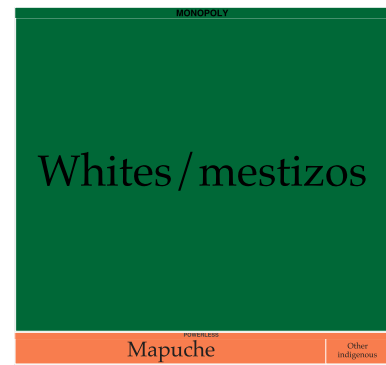 MONOPOLY
Whites/mestizos
POWERLESS
Mapuche
Other
indigenous